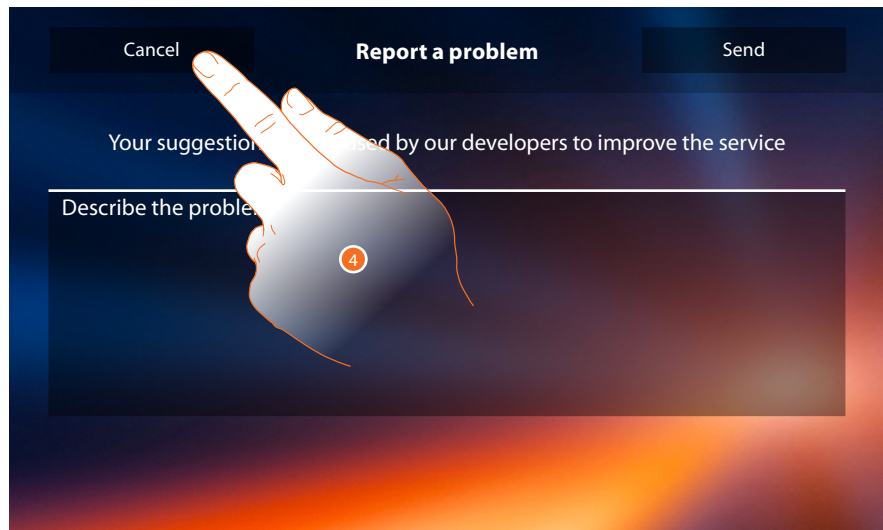 Cancel
Report a problem
Send
Your suggestion used by our developers to improve the service
Describe the proble
4